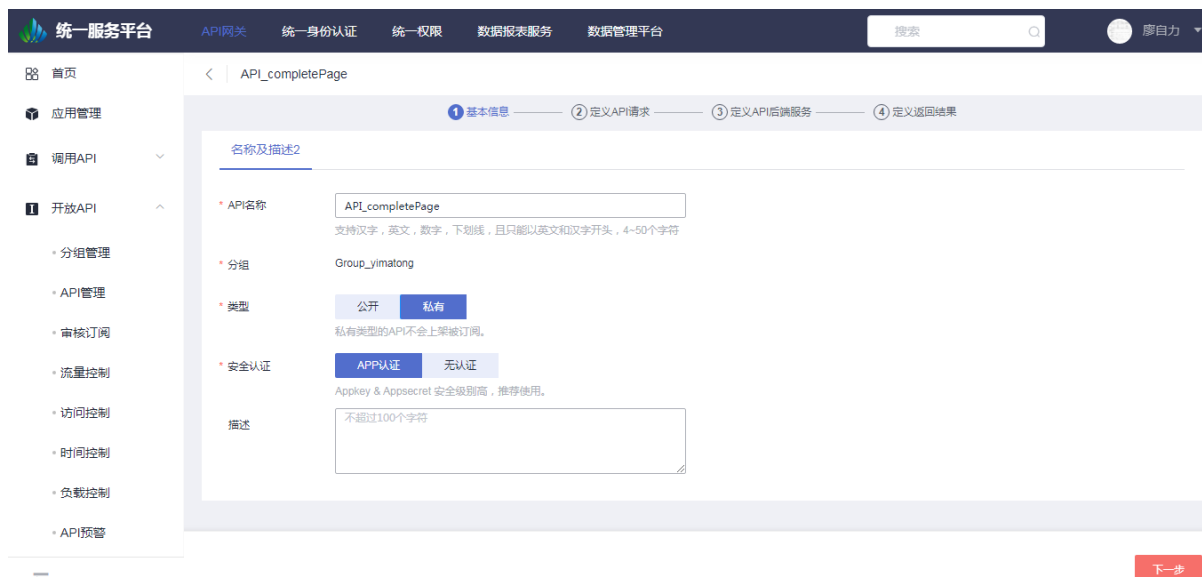 统一服务平台
API网关 统一身份认证 统一权限 数据报表服务 数据管理平台
搜索
廖自力
首页
应用管理
调用API
开放API
分组管理
API管理
审核订阅
流量控制
访问控制
时间控制
负载控制
API预警
API_completePage
1 基本信息 2 定义API请求 3 定义API后端服务 4 定义返回结果
名称及描述2
* API名称 API_completePage
支持汉字，英文，数字，下划线，且只能以英文和汉字开头，4~50个字符
* 分组 Group_yimatong
* 类型 公开 私有
私有类型的API不会上架被订阅。
* 安全认证 APP认证 无认证
Appkey & Appsecret 安全级别高，推荐使用。
描述 不超过100个字符
下一步